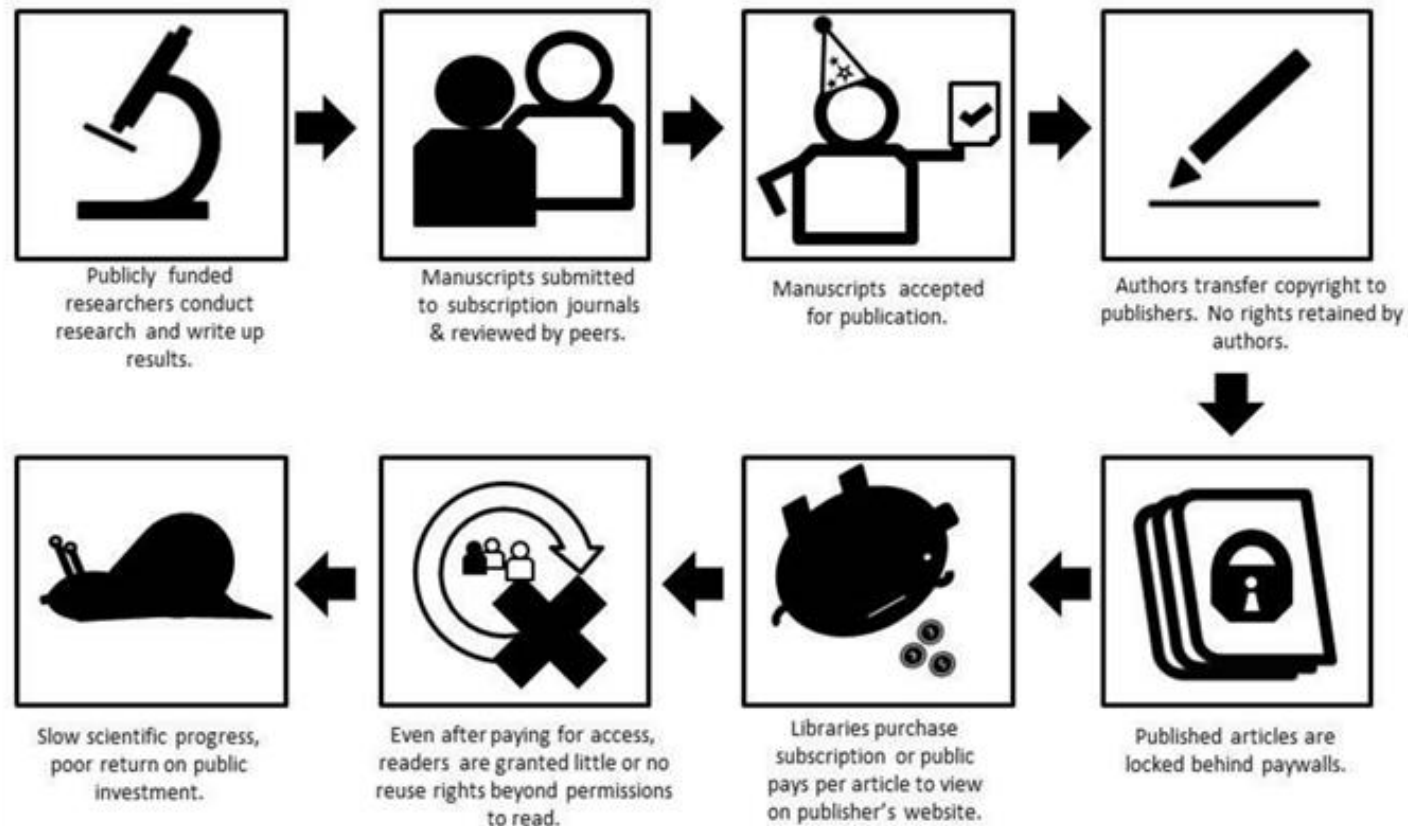 Publicly funded
researchers conduct
research and write up
results.
Manuscripts submitted
to subscription journals
& reviewed by peers.
Manuscripts accepted
for publication.
Authors transfer copyright to
publishers. No rights retained by
authors.
Published articles are
locked behind paywalls.
Libraries purchase
subscription or public
pays per article to view
on publisher's website.
Even after paying for access,
readers are granted little or no
reuse rights beyond permissions
to read.
Slow scientific progress,
poor return on public
investment.